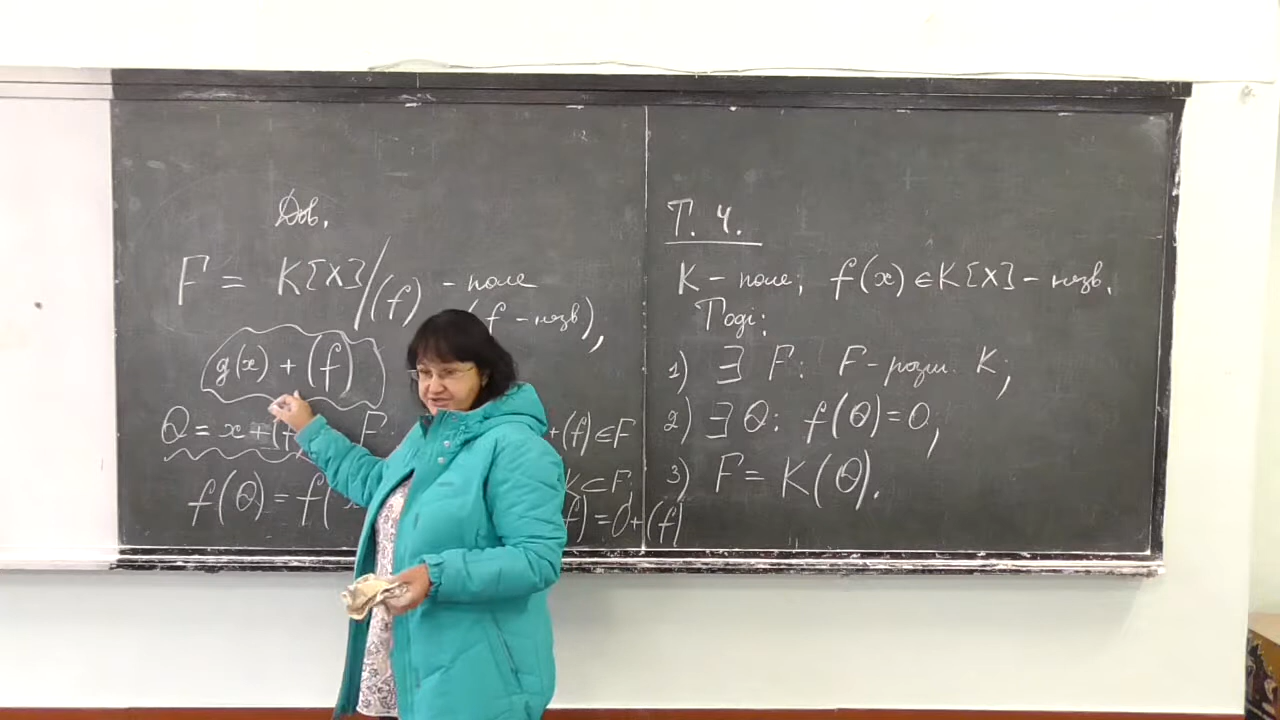 Дов.
F = K[X]/(f) - поле
(f - незв),
g(x) + (f)
Θ = x + (f F +(f) ∈ F
f(Θ) = f( K ⊂ F;
f) = 0 + (f)
Т. 4.
K - поле; f(x) ∈ K[X] - незв.
Тоді:
1) ∃ F: F - розш. K;
2) ∃ Θ: f(Θ) = 0,
3) F = K(Θ).